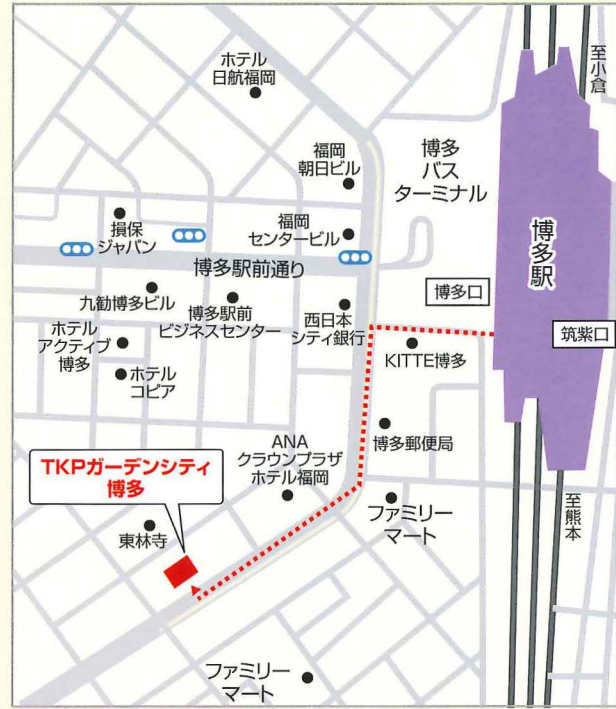 ホテル
日航福岡
至小倉
福岡
朝日ビル
博多
バス
ターミナル
損保
ジャパン
福岡
センタービル
博多駅
博多駅前通り
博多口
九勧博多ビル
博多駅前
ビジネスセンター
西日本
シティ銀行
筑紫口
ホテル
アクティブ
博多
KITTE博多
ホテル
コピア
博多郵便局
ANA
クラウンプラザ
ホテル福岡
TKPガーデンシティ
博多
ファミリー
マート
至熊本
東林寺
ファミリー
マート